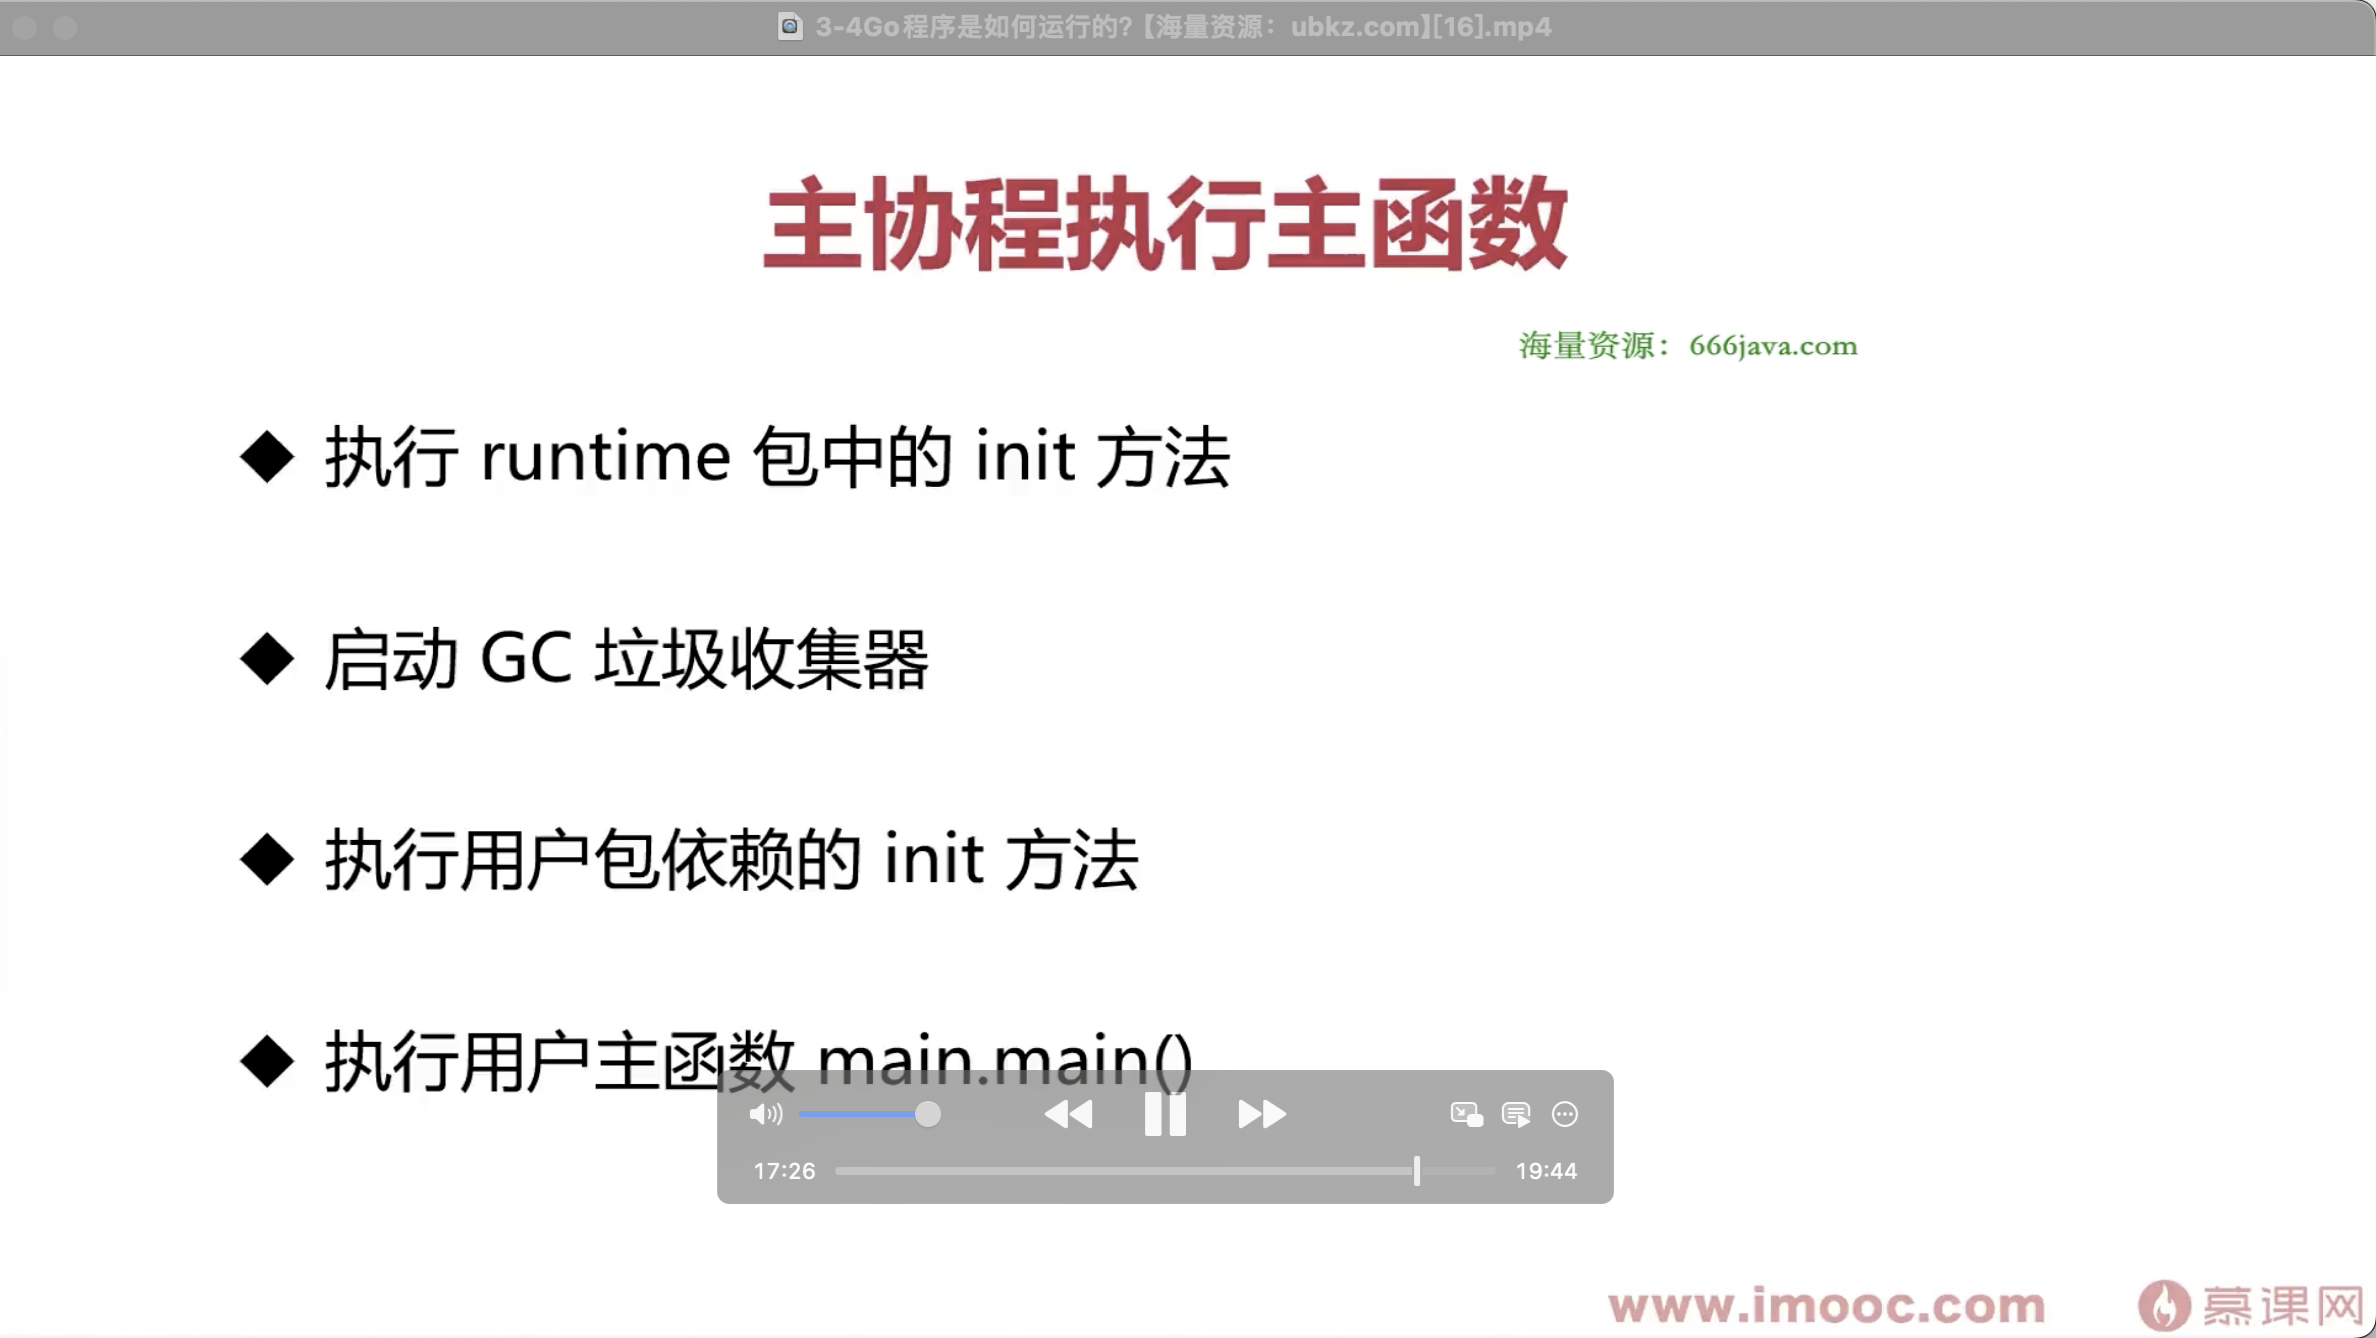 3-4Go程序是如何运行的?【海量资源：ubkz.com】[16].mp4
主协程执行主函数
海量资源：666java.com
◆ 执行 runtime 包中的 init 方法
◆ 启动 GC 垃圾收集器
◆ 执行用户包依赖的 init 方法
◆ 执行用户主函数 main.main()
17:26
19:44
www.imooc.com 慕课网